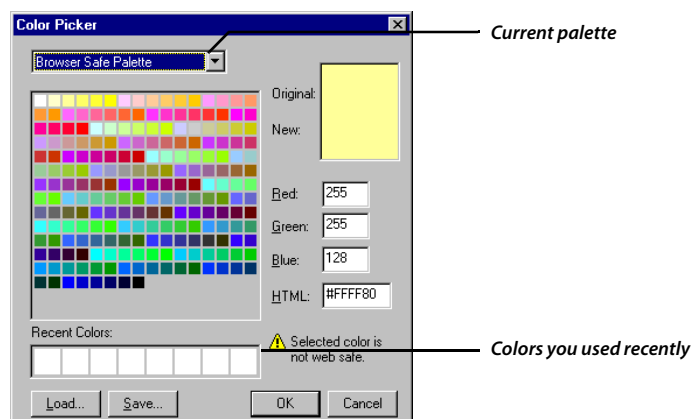 Color Picker
Current palette
Browser Safe Palette
Original:
New:
Red: 255
Green: 255
Blue: 128
HTML: #FFFF80
Recent Colors:
Selected color is
not web safe.
Colors you used recently
Load... Save... OK Cancel